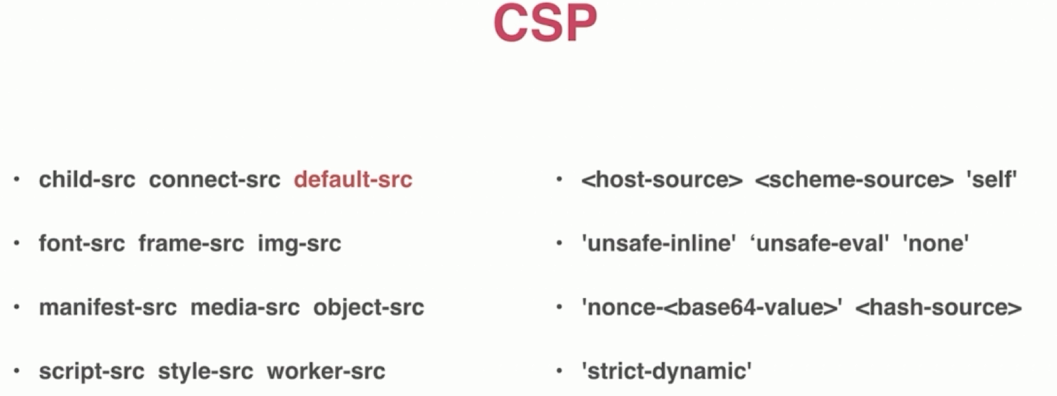 CSP
• child-src connect-src default-src
• font-src frame-src img-src
• manifest-src media-src object-src
• script-src style-src worker-src
• <host-source> <scheme-source> 'self'
• 'unsafe-inline' ‘unsafe-eval' 'none'
• 'nonce-<base64-value>' <hash-source>
• 'strict-dynamic'